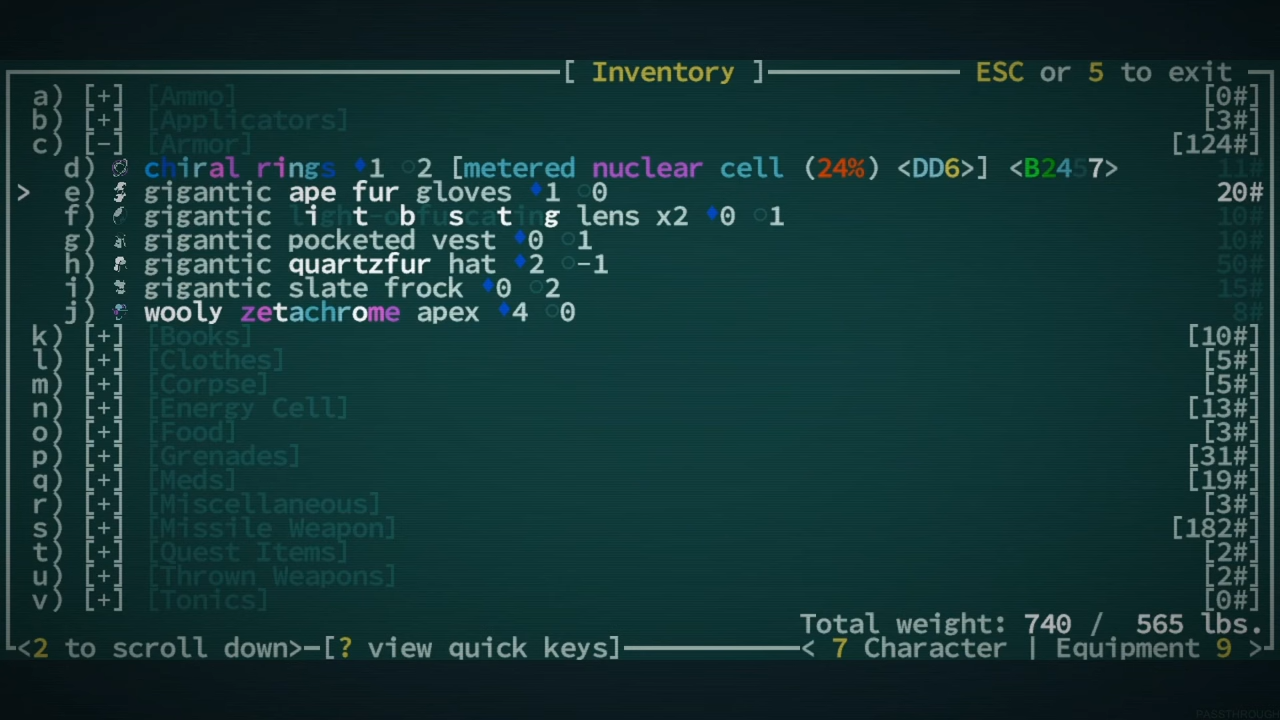 [ Inventory ] ESC or 5 to exit
a) [+] [Ammo] [0#]
b) [+] [Applicators] [3#]
c) [-] [Armor] [124#]
d) chiral rings ♦1 ○2 [metered nuclear cell (24%) <DD6>] <B2457> 11#
> e) gigantic ape fur gloves ♦1 ○0 20#
f) gigantic light-obfuscating lens x2 ♦0 ○1 10#
g) gigantic pocketed vest ♦0 ○1 10#
h) gigantic quartzfur hat ♦2 ○-1 50#
i) gigantic slate frock ♦0 ○2 15#
j) wooly zetachrome apex ♦4 ○0 8#
k) [+] [Books] [10#]
l) [+] [Clothes] [5#]
m) [+] [Corpse] [5#]
n) [+] [Energy Cell] [13#]
o) [+] [Food] [3#]
p) [+] [Grenades] [31#]
q) [+] [Meds] [19#]
r) [+] [Miscellaneous] [3#]
s) [+] [Missile Weapon] [182#]
t) [+] [Quest Items] [2#]
u) [+] [Thrown Weapons] [2#]
v) [+] [Tonics] [0#]
Total weight: 740 / 565 lbs.
<2 to scroll down> [? view quick keys] < 7 Character | Equipment 9 >